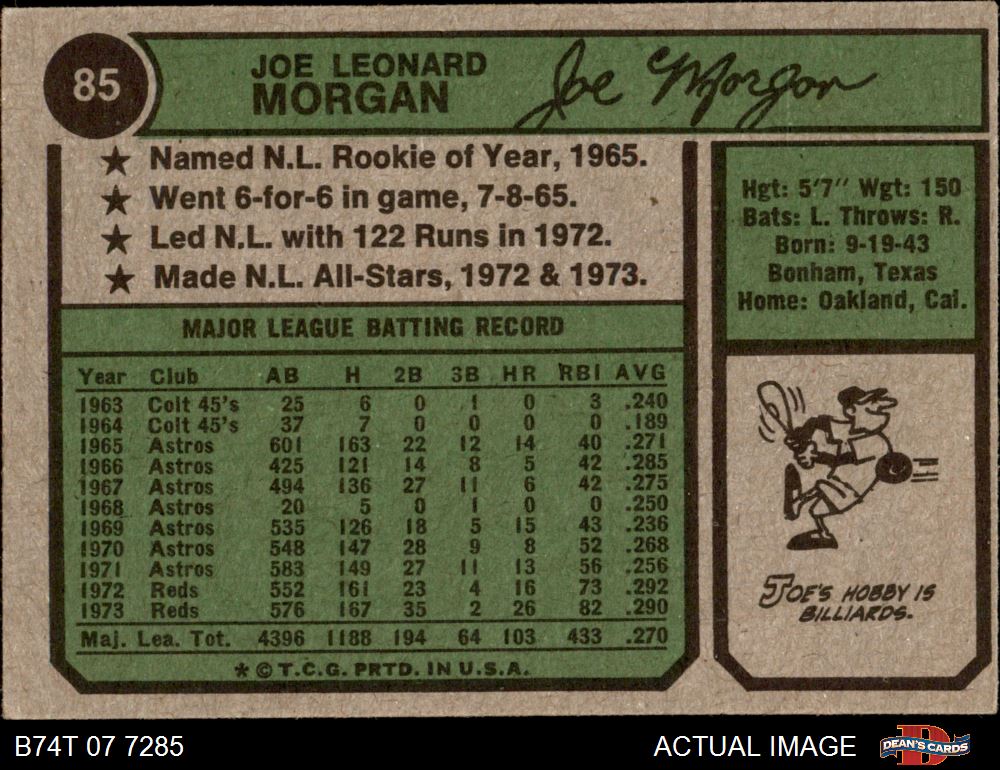 85
JOE LEONARD
MORGAN
Joe Morgan
★ Named N.L. Rookie of Year, 1965.
★ Went 6-for-6 in game, 7-8-65.
★ Led N.L. with 122 Runs in 1972.
★ Made N.L. All-Stars, 1972 & 1973.
MAJOR LEAGUE BATTING RECORD
Year Club AB H 2B 3B HR RBI AVG
1963 Colt 45's 25 6 0 1 0 3 .240
1964 Colt 45's 37 7 0 0 0 0 .189
1965 Astros 601 163 22 12 14 40 .271
1966 Astros 425 121 14 8 5 42 .285
1967 Astros 494 136 27 11 6 42 .275
1968 Astros 20 5 0 1 0 0 .250
1969 Astros 535 126 18 5 15 43 .236
1970 Astros 548 147 28 9 8 52 .268
1971 Astros 583 149 27 11 13 56 .256
1972 Reds 552 161 23 4 16 73 .292
1973 Reds 576 167 35 2 26 82 .290
Maj. Lea. Tot. 4396 1188 194 64 103 433 .270
* © T.C.G. PRTD. IN U.S.A.
Hgt: 5'7" Wgt: 150
Bats: L. Throws: R.
Born: 9-19-43
Bonham, Texas
Home: Oakland, Cal.
JOE'S HOBBY IS
BILLIARDS.
B74T 07 7285
ACTUAL IMAGE
DEAN'S CARDS